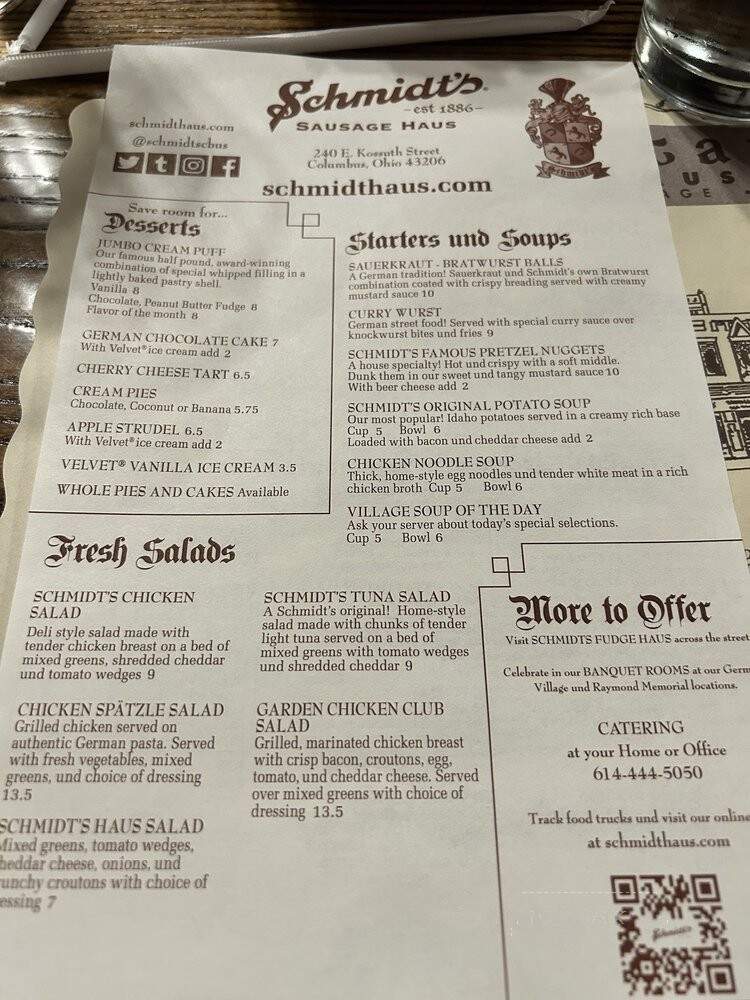 Schmidt's
-est 1886-
SAUSAGE HAUS
240 E. Kossuth Street
Columbus, Ohio 43206
schmidthaus.com
schmidthaus.com
@schmidtscbus
Schmidt's
Save room for...
Desserts
JUMBO CREAM PUFF
Our famous half pound, award-winning
combination of special whipped filling in a
lightly baked pastry shell.
Vanilla 8
Chocolate, Peanut Butter Fudge 8
Flavor of the month 8
GERMAN CHOCOLATE CAKE 7
With Velvet® ice cream add 2
CHERRY CHEESE TART 6.5
CREAM PIES
Chocolate, Coconut or Banana 5.75
APPLE STRUDEL 6.5
With Velvet® ice cream add 2
VELVET® VANILLA ICE CREAM 3.5
WHOLE PIES AND CAKES Available
Starters und Soups
SAUERKRAUT - BRATWURST BALLS
A German tradition! Sauerkraut und Schmidt's own Bratwurst
combination coated with crispy breading served with creamy
mustard sauce 10
CURRY WURST
German street food! Served with special curry sauce over
knockwurst bites und fries 9
SCHMIDT'S FAMOUS PRETZEL NUGGETS
A house specialty! Hot und crispy with a soft middle.
Dunk them in our sweet und tangy mustard sauce 10
With beer cheese add 2
SCHMIDT'S ORIGINAL POTATO SOUP
Our most popular! Idaho potatoes served in a creamy rich base
Cup 5 Bowl 6
Loaded with bacon und cheddar cheese add 2
CHICKEN NOODLE SOUP
Thick, home-style egg noodles und tender white meat in a rich
chicken broth Cup 5 Bowl 6
VILLAGE SOUP OF THE DAY
Ask your server about today's special selections.
Cup 5 Bowl 6
Fresh Salads
SCHMIDT'S CHICKEN
SALAD
Deli style salad made with
tender chicken breast on a bed of
mixed greens, shredded cheddar
und tomato wedges 9
CHICKEN SPÄTZLE SALAD
Grilled chicken served on
authentic German pasta. Served
with fresh vegetables, mixed
greens, und choice of dressing
13.5
SCHMIDT'S HAUS SALAD
Mixed greens, tomato wedges,
heddar cheese, onions, und
runchy croutons with choice of
essing 7
SCHMIDT'S TUNA SALAD
A Schmidt's original! Home-style
salad made with chunks of tender
light tuna served on a bed of
mixed greens with tomato wedges
und shredded cheddar 9
GARDEN CHICKEN CLUB
SALAD
Grilled, marinated chicken breast
with crisp bacon, croutons, egg,
tomato, und cheddar cheese. Served
over mixed greens with choice of
dressing 13.5
More to Offer
Visit SCHMIDTS FUDGE HAUS across the street
Celebrate in our BANQUET ROOMS at our Germ
Village und Raymond Memorial locations.
CATERING
at your Home or Office
614-444-5050
Track food trucks und visit our online
at schmidthaus.com
Schmidt's